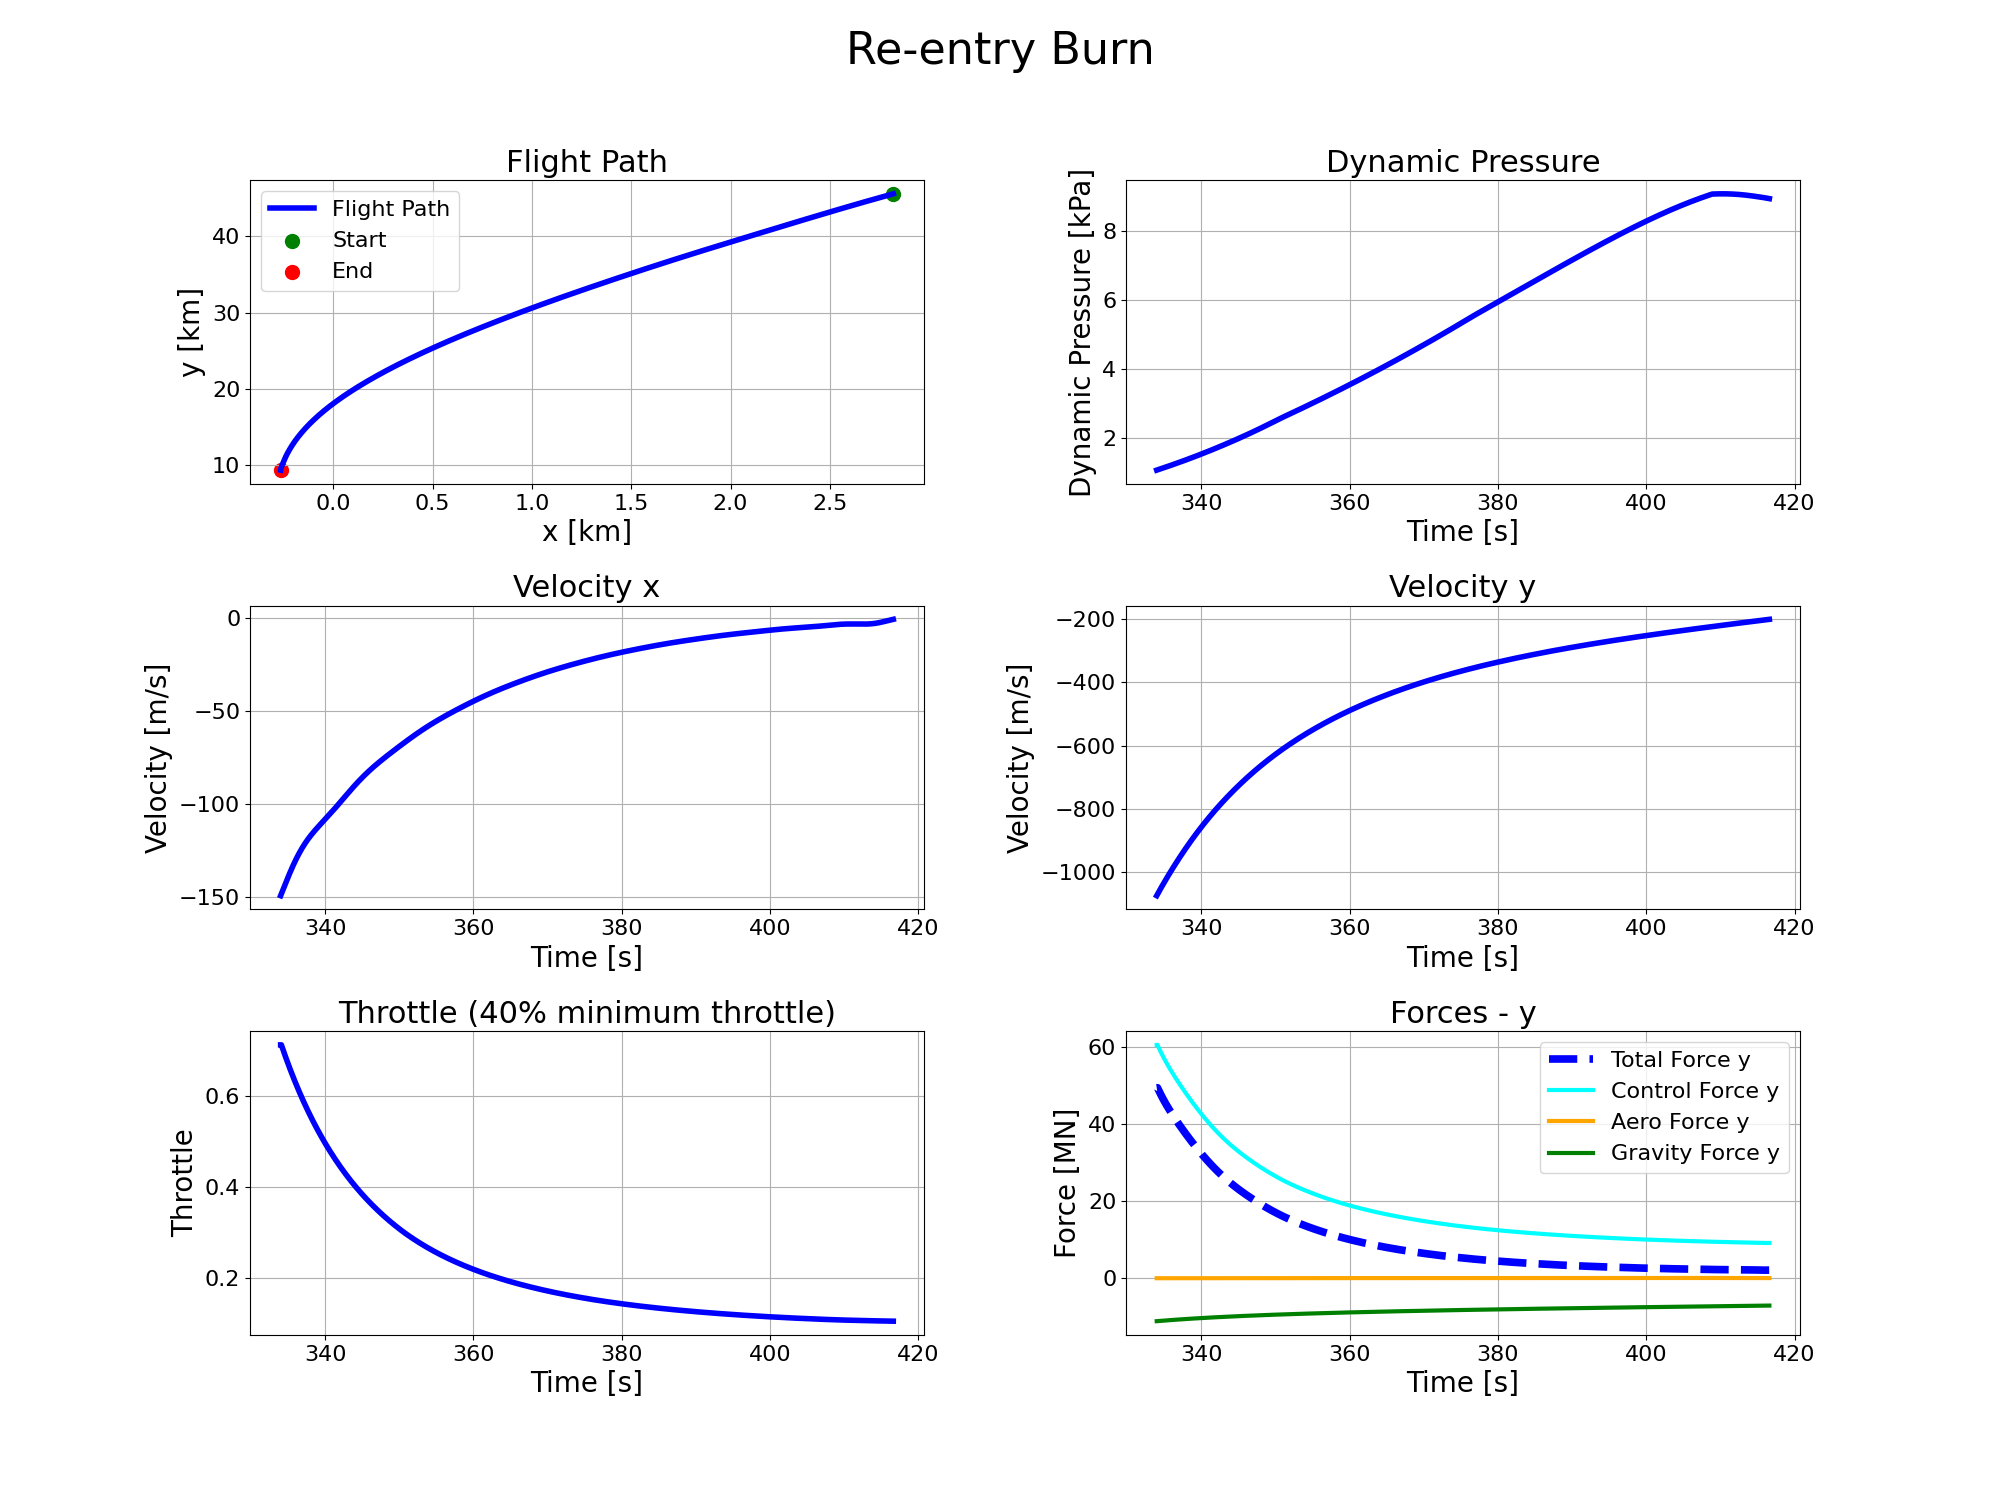 Re-entry Burn
Flight Path
y [km]
40
30
20
10
Flight Path
Start
End
0.0 0.5 1.0 1.5 2.0 2.5
x [km]
Dynamic Pressure
Dynamic Pressure [kPa]
8
6
4
2
340 360 380 400 420
Time [s]
Velocity x
Velocity [m/s]
0
−50
−100
−150
340 360 380 400 420
Time [s]
Velocity y
Velocity [m/s]
−200
−400
−600
−800
−1000
340 360 380 400 420
Time [s]
Throttle (40% minimum throttle)
Throttle
0.6
0.4
0.2
340 360 380 400 420
Time [s]
Forces - y
Force [MN]
60
40
20
0
Total Force y
Control Force y
Aero Force y
Gravity Force y
340 360 380 400 420
Time [s]